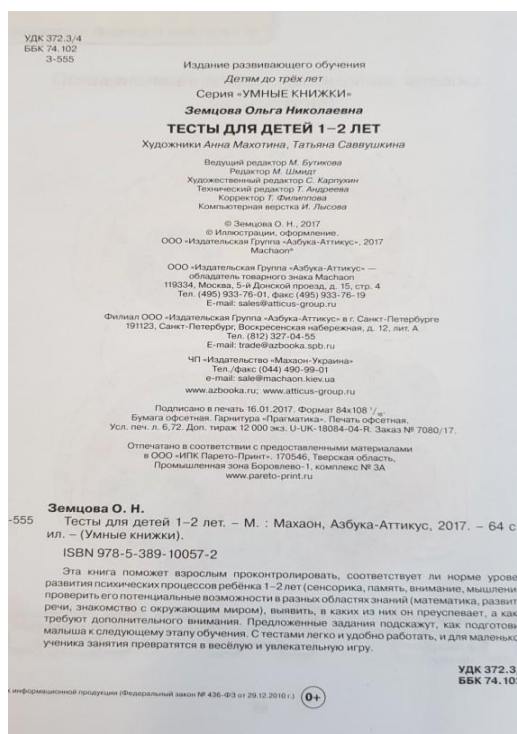 УДК 372.3/4
ББК 74.102
З-555
Издание развивающего обучения
Детям до трёх лет
Серия «УМНЫЕ КНИЖКИ»
Земцова Ольга Николаевна
ТЕСТЫ ДЛЯ ДЕТЕЙ 1–2 ЛЕТ
Художники Анна Махотина, Татьяна Саввушкина
Ведущий редактор М. Бутикова
Редактор М. Шмидт
Художественный редактор С. Карпухин
Технический редактор Т. Андреева
Корректор Т. Филиппова
Компьютерная верстка И. Лысова
© Земцова О. Н., 2017
© Иллюстрации, оформление.
ООО «Издательская Группа «Азбука-Аттикус», 2017
Machaon®
ООО «Издательская Группа «Азбука-Аттикус» —
обладатель товарного знака Machaon
119334, Москва, 5-й Донской проезд, д. 15, стр. 4
Тел. (495) 933-76-01, факс (495) 933-76-19
E-mail: sales@atticus-group.ru
Филиал ООО «Издательская Группа «Азбука-Аттикус» в г. Санкт-Петербурге
191123, Санкт-Петербург, Воскресенская набережная, д. 12, лит. А
Тел. (812) 327-04-55
E-mail: trade@azbooka.spb.ru
ЧП «Издательство «Махаон-Украина»
Тел./факс (044) 490-99-01
e-mail: sale@machaon.kiev.ua
www.azbooka.ru; www.atticus-group.ru
Подписано в печать 16.01.2017. Формат 84х108
Бумага офсетная. Гарнитура «Прагматика». Печать офсетная.
Усл. печ. л. 6,72. Доп. тираж 12 000 экз. U-UK-18084-04-R. Заказ № 7080/17.
Отпечатано в соответствии с предоставленными материалами
в ООО «ИПК Парето-Принт». 170546, Тверская область,
Промышленная зона Боровлево-1, комплекс № 3А
www.pareto-print.ru
Земцова О. Н.
-555 Тесты для детей 1–2 лет. – М. : Махаон, Азбука-Аттикус, 2017. – 64 с
ил. – (Умные книжки).
ISBN 978-5-389-10057-2
Эта книга поможет взрослым проконтролировать, соответствует ли норме урове
развития психических процессов ребёнка 1–2 лет (сенсорика, память, внимание, мышлени
проверить его потенциальные возможности в разных областях знаний (математика, развит
речи, знакомство с окружающим миром), выявить, в каких из них он преуспевает, а как
требуют дополнительного внимания. Предложенные задания подскажут, как подготови
малыша к следующему этапу обучения. С тестами легко и удобно работать, и для маленько
ученика занятия превратятся в весёлую и увлекательную игру.
УДК 372.3/
ББК 74.102
к информационной продукции (Федеральный закон № 436-ФЗ от 29.12.2010 г.) 0+